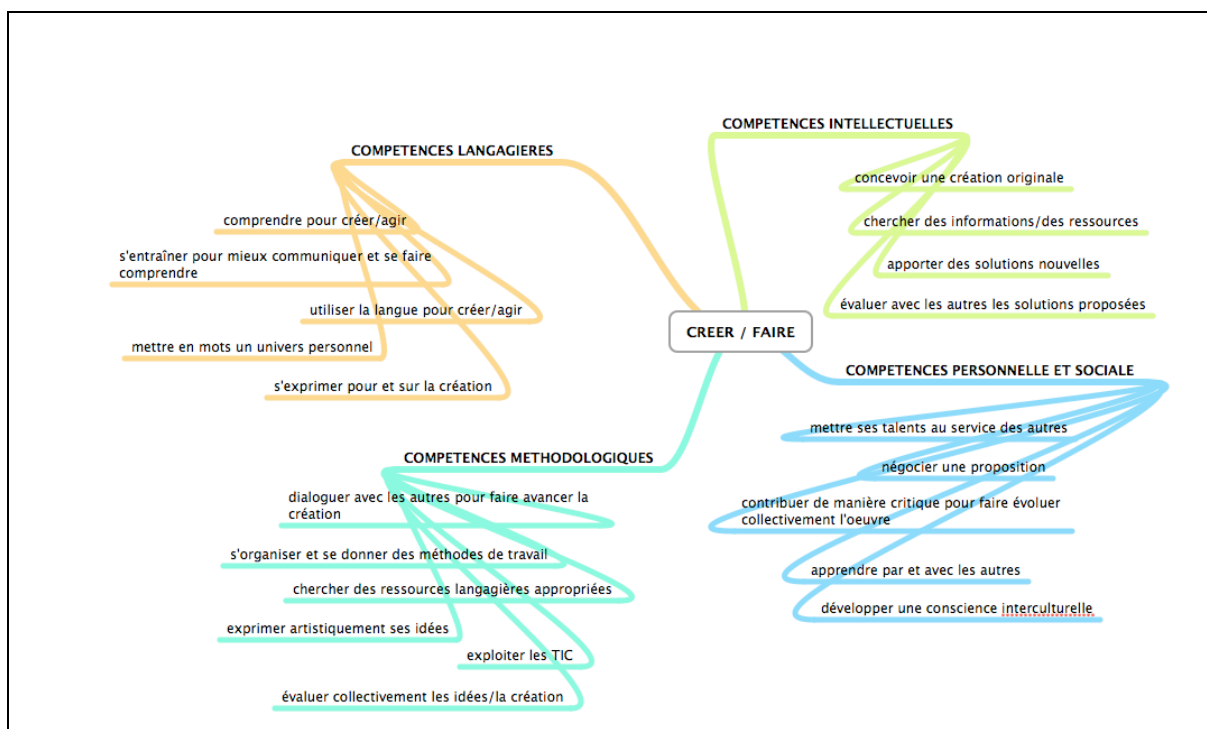 COMPETENCES LANGAGIERES
comprendre pour créer/agir
s'entraîner pour mieux communiquer et se faire
comprendre
utiliser la langue pour créer/agir
mettre en mots un univers personnel
s'exprimer pour et sur la création
COMPETENCES INTELLECTUELLES
concevoir une création originale
chercher des informations/des ressources
apporter des solutions nouvelles
évaluer avec les autres les solutions proposées
CREER / FAIRE
COMPETENCES PERSONNELLE ET SOCIALE
mettre ses talents au service des autres
négocier une proposition
contribuer de manière critique pour faire évoluer
collectivement l'oeuvre
apprendre par et avec les autres
développer une conscience interculturelle
COMPETENCES METHODOLOGIQUES
dialoguer avec les autres pour faire avancer la
création
s'organiser et se donner des méthodes de travail
chercher des ressources langagières appropriées
exprimer artistiquement ses idées
exploiter les TIC
évaluer collectivement les idées/la création